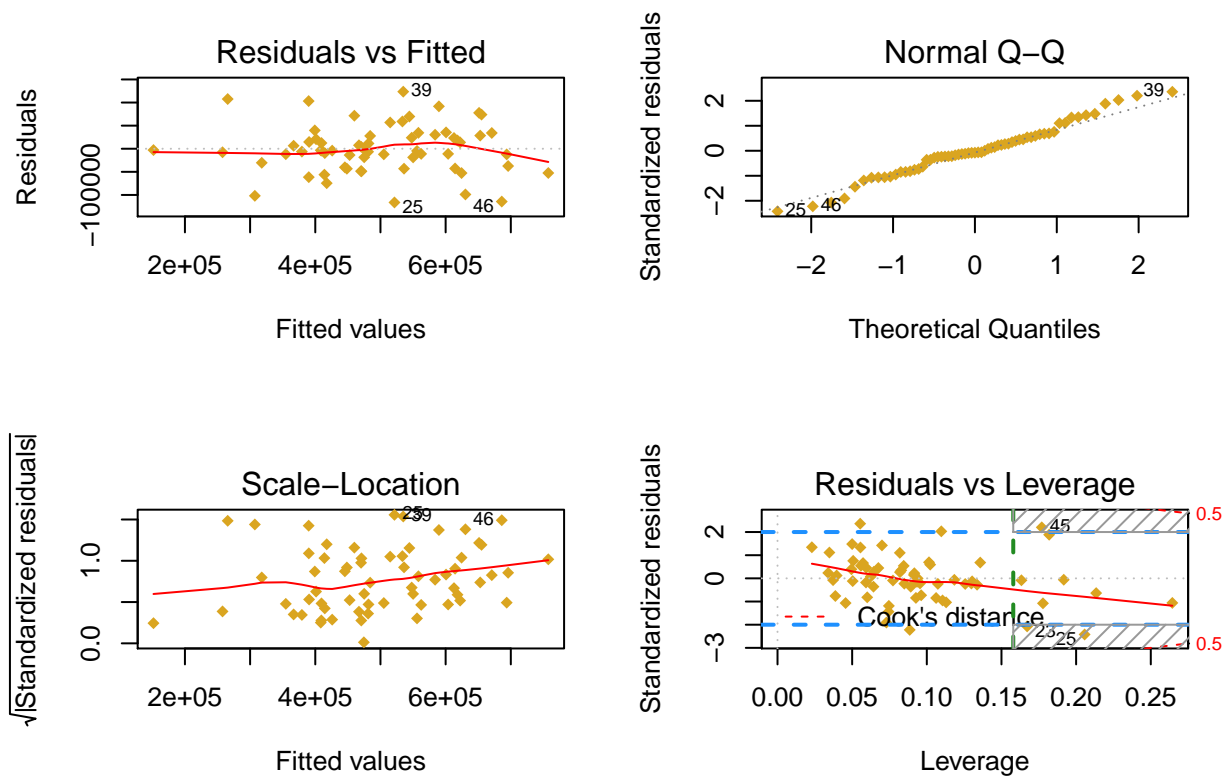 Residuals vs Fitted
Residuals
−100000
39
25
46
2e+05 4e+05 6e+05
Fitted values
Normal Q−Q
Standardized residuals
−2 0 2
39
25
46
−2 −1 0 1 2
Theoretical Quantiles
Scale−Location
√|Standardized residuals|
0.0 1.0
25
39
46
2e+05 4e+05 6e+05
Fitted values
Residuals vs Leverage
Standardized residuals
−3 0 2
45
0.5
Cook's distance
23
25
0.5
0.00 0.05 0.10 0.15 0.20 0.25
Leverage